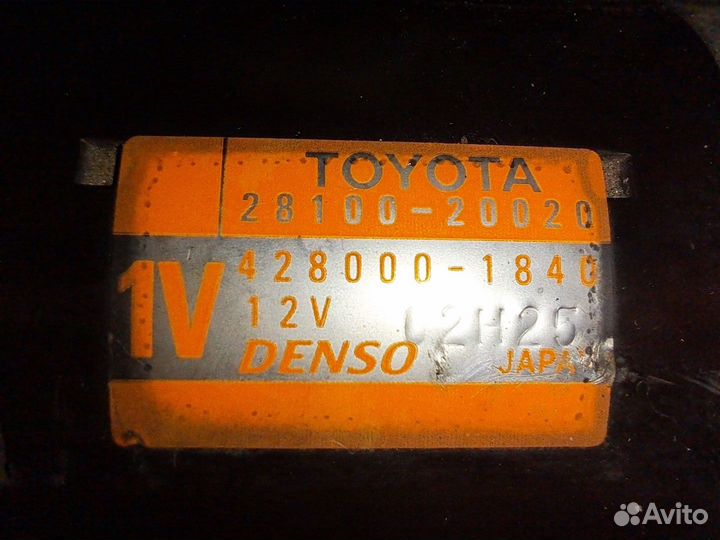 TOYOTA
28100-20020
1V
428000-1840
12V
DENSO JAPAN
Avito